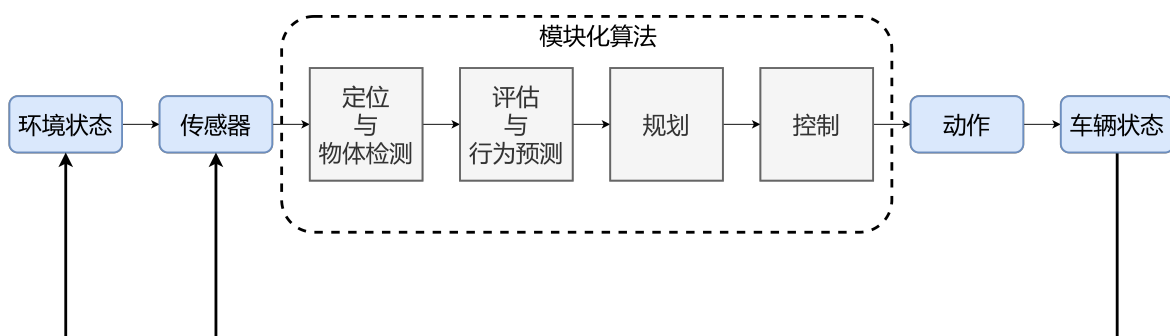 模块化算法
环境状态
传感器
定位
与
物体检测
评估
与
行为预测
规划
控制
动作
车辆状态